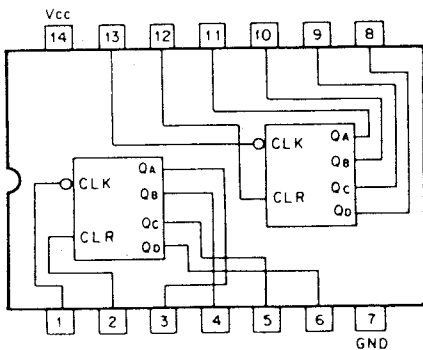 Vcc
14 13 12 11 10 9 8
CLK QA
QB
QC
CLR QD
CLK QA
QB
QC
CLR QD
1 2 3 4 5 6 7
GND